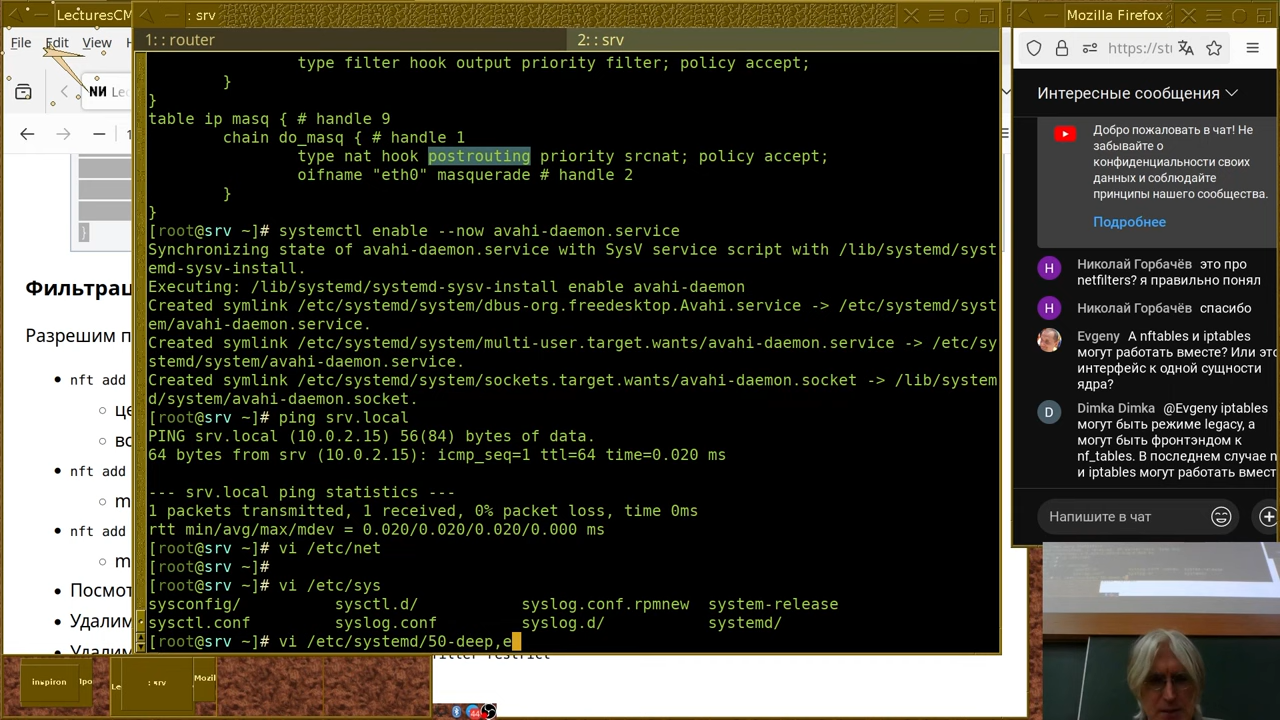 LecturesCM
: srv
Mozilla Firefox
File Edit View
1: : router
2: : srv
type filter hook output priority filter; policy accept;
}
}
table ip masq { # handle 9
chain do_masq { # handle 1
type nat hook postrouting priority srcnat; policy accept;
oifname "eth0" masquerade # handle 2
}
}
[root@srv ~]# systemctl enable --now avahi-daemon.service
Synchronizing state of avahi-daemon.service with SysV service script with /lib/systemd/syst
emd-sysv-install.
Executing: /lib/systemd/systemd-sysv-install enable avahi-daemon
Created symlink /etc/systemd/system/dbus-org.freedesktop.Avahi.service -> /etc/systemd/syst
em/avahi-daemon.service.
Created symlink /etc/systemd/system/multi-user.target.wants/avahi-daemon.service -> /etc/sy
stemd/system/avahi-daemon.service.
Created symlink /etc/systemd/system/sockets.target.wants/avahi-daemon.socket -> /lib/system
d/system/avahi-daemon.socket.
[root@srv ~]# ping srv.local
PING srv.local (10.0.2.15) 56(84) bytes of data.
64 bytes from srv (10.0.2.15): icmp_seq=1 ttl=64 time=0.020 ms
--- srv.local ping statistics ---
1 packets transmitted, 1 received, 0% packet loss, time 0ms
rtt min/avg/max/mdev = 0.020/0.020/0.020/0.000 ms
[root@srv ~]# vi /etc/net
[root@srv ~]#
[root@srv ~]# vi /etc/sys
sysconfig/ sysctl.d/ syslog.conf.rpmnew system-release
sysctl.conf syslog.conf syslog.d/ systemd/
[root@srv ~]# vi /etc/systemd/50-deep,e
Lec
}
Фильтрац
Разрешим п
nft add
це
вс
nft add
m
nft add
m
Посмот
Удалим
inspiron
Le
: srv
Mozil
https://stu
Интересные сообщения
Добро пожаловать в чат! Не
забывайте о
конфиденциальности своих
данных и соблюдайте
принципы нашего сообщества.
Подробнее
Н Николай Горбачёв это про
netfilters? я правильно понял
Н Николай Горбачёв спасибо
Evgeny А nftables и iptables
могут работать вместе? Или это
интерфейс к одной сущности
ядра?
D Dimka Dimka @Evgeny iptables
могут быть режиме legacy, а
могут быть фронтэндом к
nf_tables. В последнем случае n
и iptables могут работать вмест
Напишите в чат